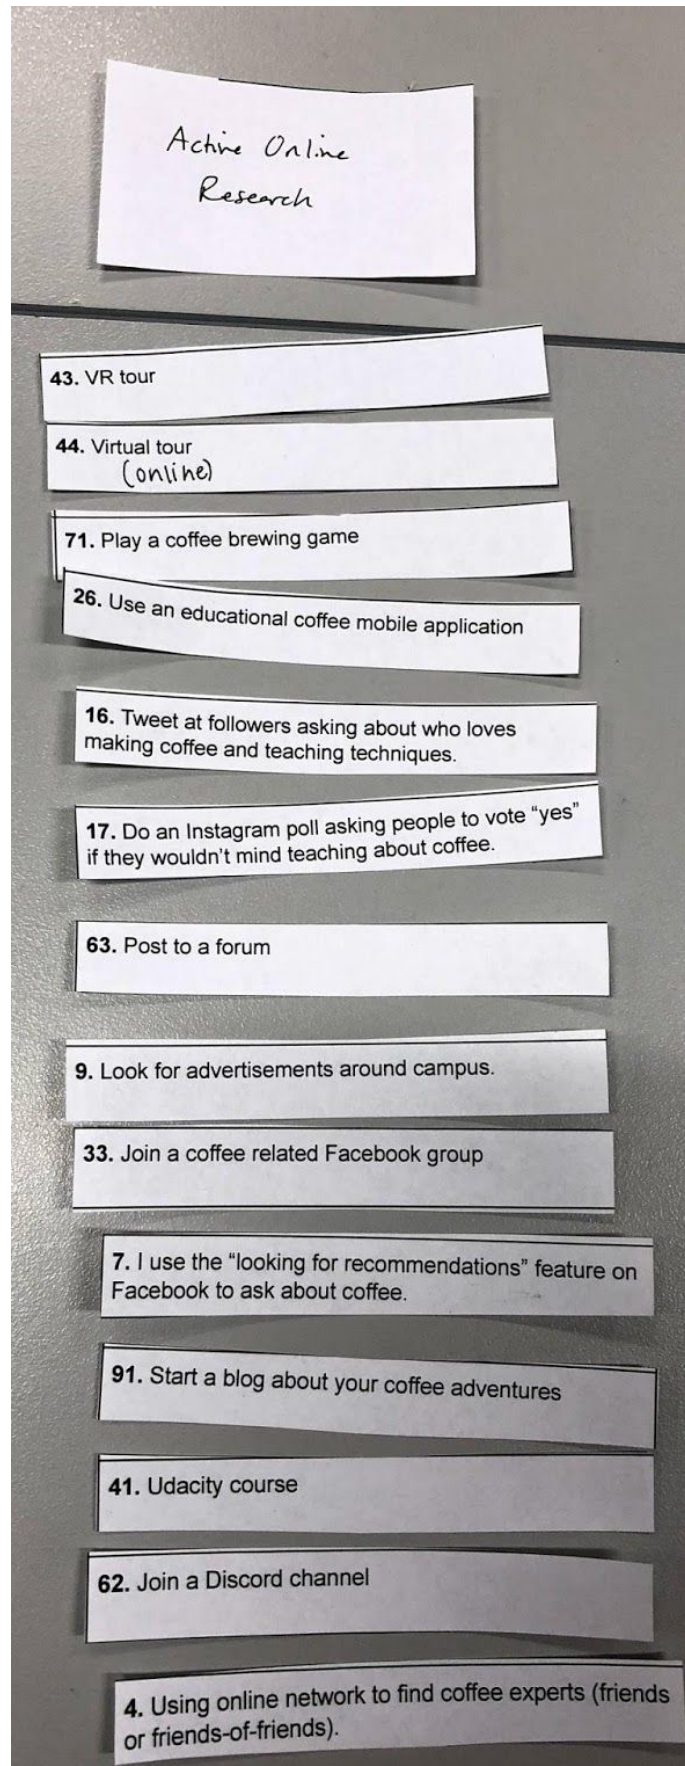 Active Online
Research
43. VR tour
44. Virtual tour
(online)
71. Play a coffee brewing game
26. Use an educational coffee mobile application
16. Tweet at followers asking about who loves
making coffee and teaching techniques.
17. Do an Instagram poll asking people to vote “yes”
if they wouldn’t mind teaching about coffee.
63. Post to a forum
9. Look for advertisements around campus.
33. Join a coffee related Facebook group
7. I use the “looking for recommendations” feature on
Facebook to ask about coffee.
91. Start a blog about your coffee adventures
41. Udacity course
62. Join a Discord channel
4. Using online network to find coffee experts (friends
or friends-of-friends).